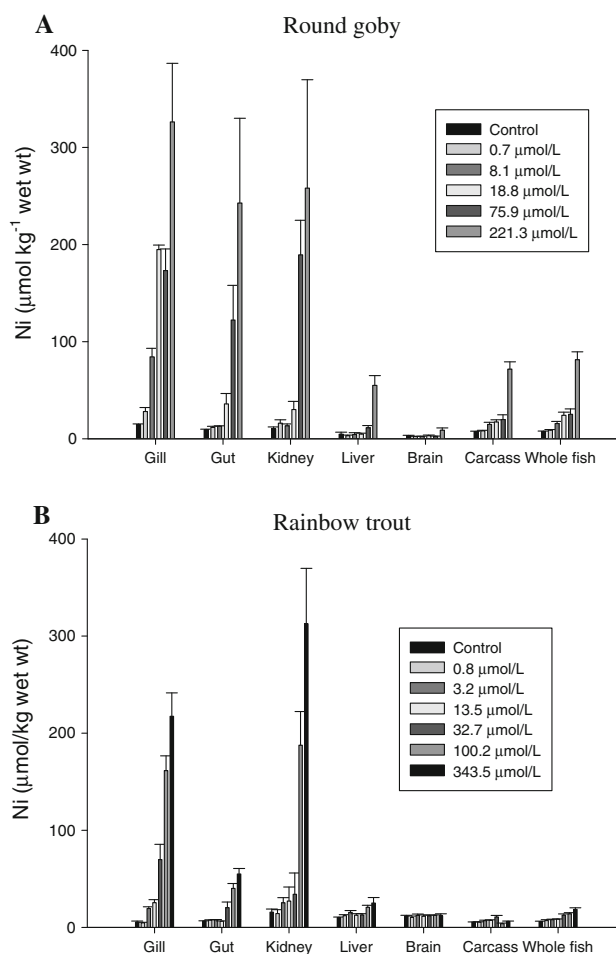 A
Round goby
400
300
200
100
0
Ni (µmol kg⁻¹ wet wt)
Control
0.7 µmol/L
8.1 µmol/L
18.8 µmol/L
75.9 µmol/L
221.3 µmol/L
Gill Gut Kidney Liver Brain Carcass Whole fish
B
Rainbow trout
400
300
200
100
0
Ni (µmol/kg wet wt)
Control
0.8 µmol/L
3.2 µmol/L
13.5 µmol/L
32.7 µmol/L
100.2 µmol/L
343.5 µmol/L
Gill Gut Kidney Liver Brain Carcass Whole fish